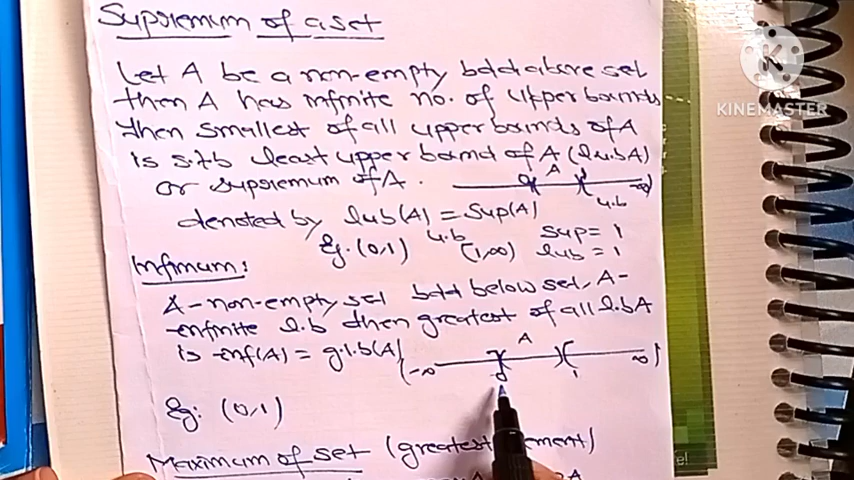 Supremum of a set
Let A be a non-empty bdd above set
then A has infinite no. of upper bounds
then smallest of all upper bounds of A
is s.t.b least upper bound of A (l.u.b A)
or supremum of A.
A
u.b
denoted by lub(A) = Sup(A)
Eg. (0,1) u.b (1,∞) sup = 1
lub = 1
Infimum:
A-non-empty set bdd below set, A-
infinite l.b then greatest of all l.b A
is inf(A) = g.l.b(A)
A
(-∞ 0 1 ∞)
Eg: (0,1)
Maximum of set (greatest element)
KINEMASTER